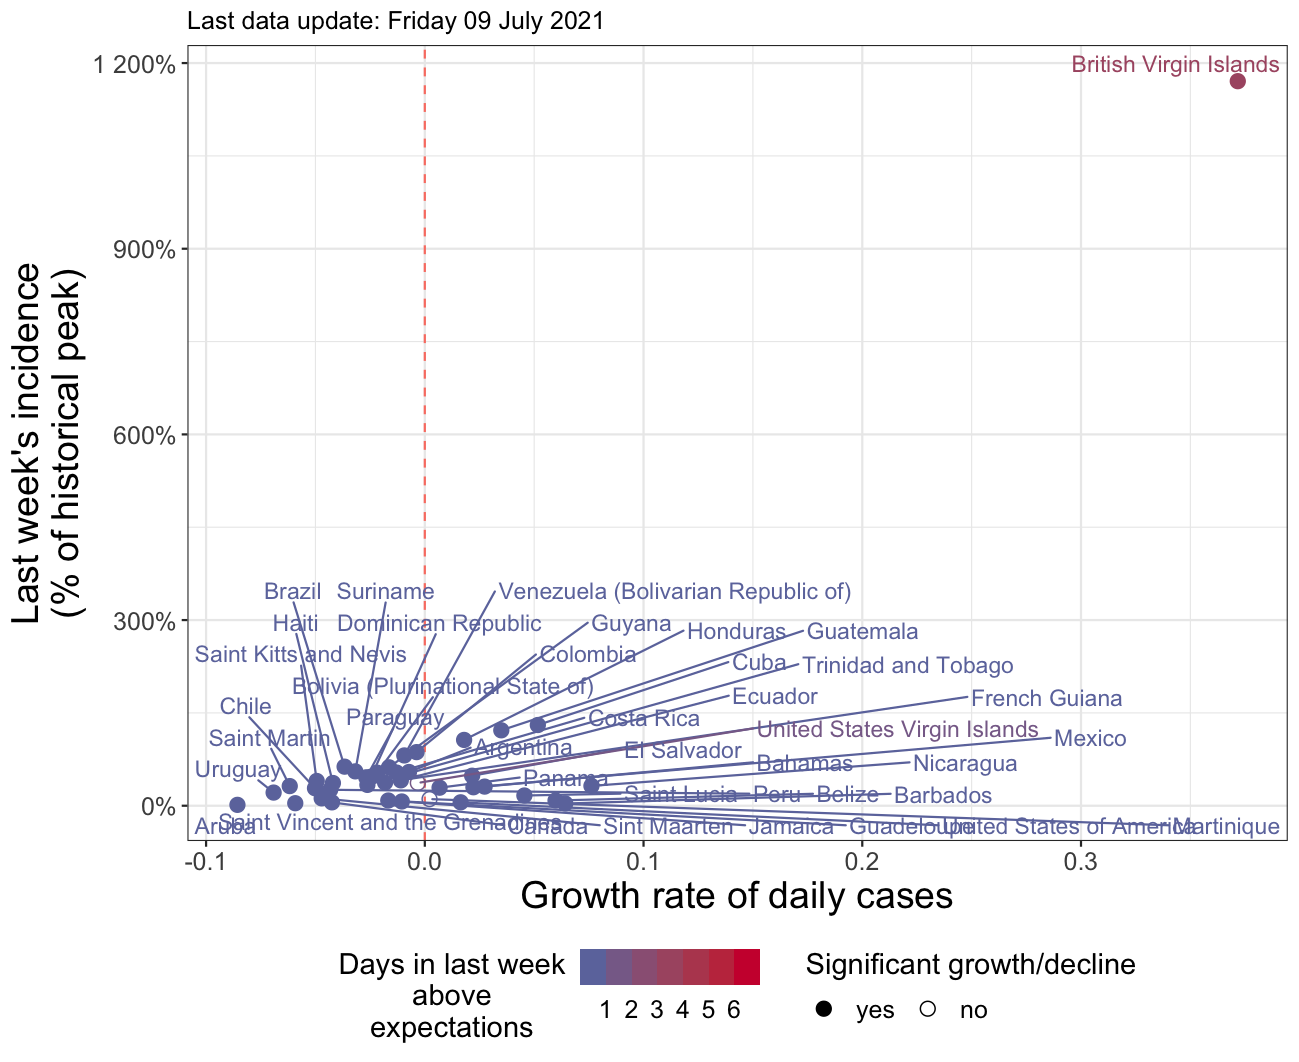 Last data update: Friday 09 July 2021
1 200%
British Virgin Islands
900%
Last week's incidence
(% of historical peak)
600%
300%
0%
Brazil
Suriname
Venezuela (Bolivarian Republic of)
Haiti
Dominican Republic
Guyana
Honduras
Guatemala
Saint Kitts and Nevis
Colombia
Cuba
Trinidad and Tobago
Bolivia (Plurinational State of)
Ecuador
French Guiana
Chile
Paraguay
Costa Rica
United States Virgin Islands
Saint Martin
Argentina
El Salvador
Mexico
Uruguay
Panama
Bahamas
Nicaragua
Saint Lucia
Peru
Belize
Barbados
Aruba
Saint Vincent and the Grenadines
Canada
Sint Maarten
Jamaica
Guadeloupe
United States of America
Martinique
-0.1
0.0
0.1
0.2
0.3
Growth rate of daily cases
Days in last week
above
expectations
1 2 3 4 5 6
Significant growth/decline
yes
no